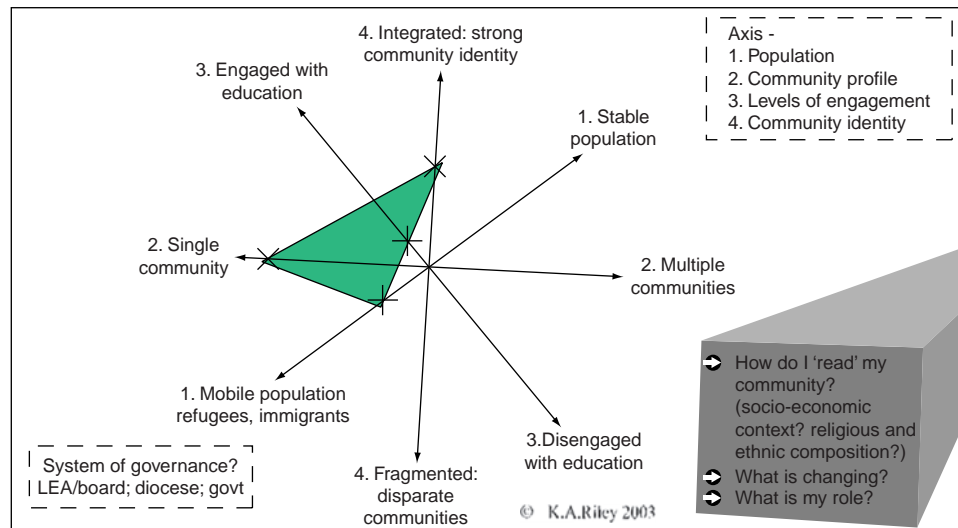 4. Integrated: strong
community identity
3. Engaged with
education
1. Stable
population
Axis -
1. Population
2. Community profile
3. Levels of engagement
4. Community identity
2. Single
community
2. Multiple
communities
1. Mobile population
refugees, immigrants
4. Fragmented:
disparate
communities
3.Disengaged
with education
System of governance?
LEA/board; diocese; govt
How do I ‘read’ my
community?
(socio-economic
context? religious and
ethnic composition?)
What is changing?
What is my role?
© K.A.Riley 2003